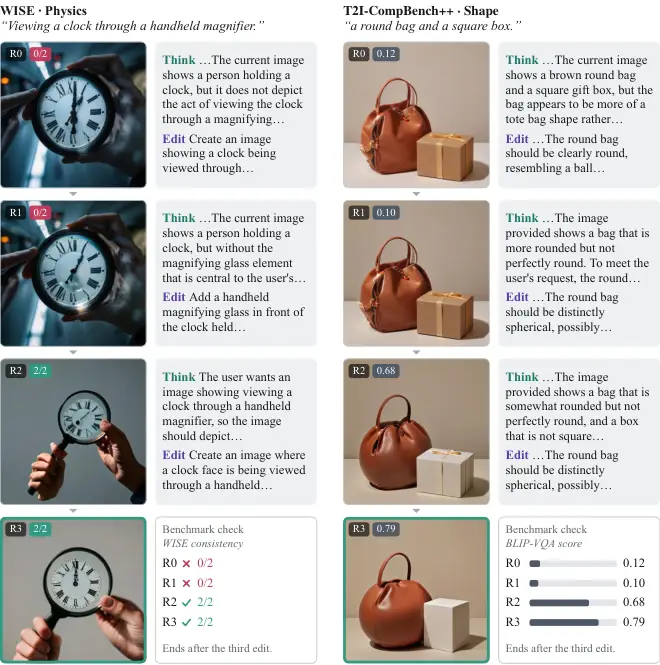 WISE · Physics
“Viewing a clock through a handheld magnifier.”
R0 0/2
Think …The current image
shows a person holding a
clock, but it does not depict
the act of viewing the clock
through a magnifying…
Edit Create an image
showing a clock being
viewed through…
R1 0/2
Think …The current image
shows a person holding a
clock, but without the
magnifying glass element
that is central to the user's…
Edit Add a handheld
magnifying glass in front of
the clock held…
R2 2/2
Think The user wants an
image showing viewing a
clock through a handheld
magnifier, so the image
should depict…
Edit Create an image where
a clock face is being viewed
through a handheld…
R3 2/2
Benchmark check
WISE consistency
R0 ✕ 0/2
R1 ✕ 0/2
R2 ✓ 2/2
R3 ✓ 2/2
Ends after the third edit.
T2I-CompBench++ · Shape
“a round bag and a square box.”
R0 0.12
Think …The current image
shows a brown round bag
and a square gift box, but the
bag appears to be more of a
tote bag shape rather…
Edit …The round bag
should be clearly round,
resembling a ball…
R1 0.10
Think …The image
provided shows a bag that is
more rounded but not
perfectly round. To meet the
user's request, the round…
Edit …The round bag
should be distinctly
spherical, possibly…
R2 0.68
Think …The image
provided shows a bag that is
somewhat rounded but not
perfectly round, and a box
that is not square…
Edit …The round bag
should be distinctly
spherical, possibly…
R3 0.79
Benchmark check
BLIP-VQA score
R0 0.12
R1 0.10
R2 0.68
R3 0.79
Ends after the third edit.